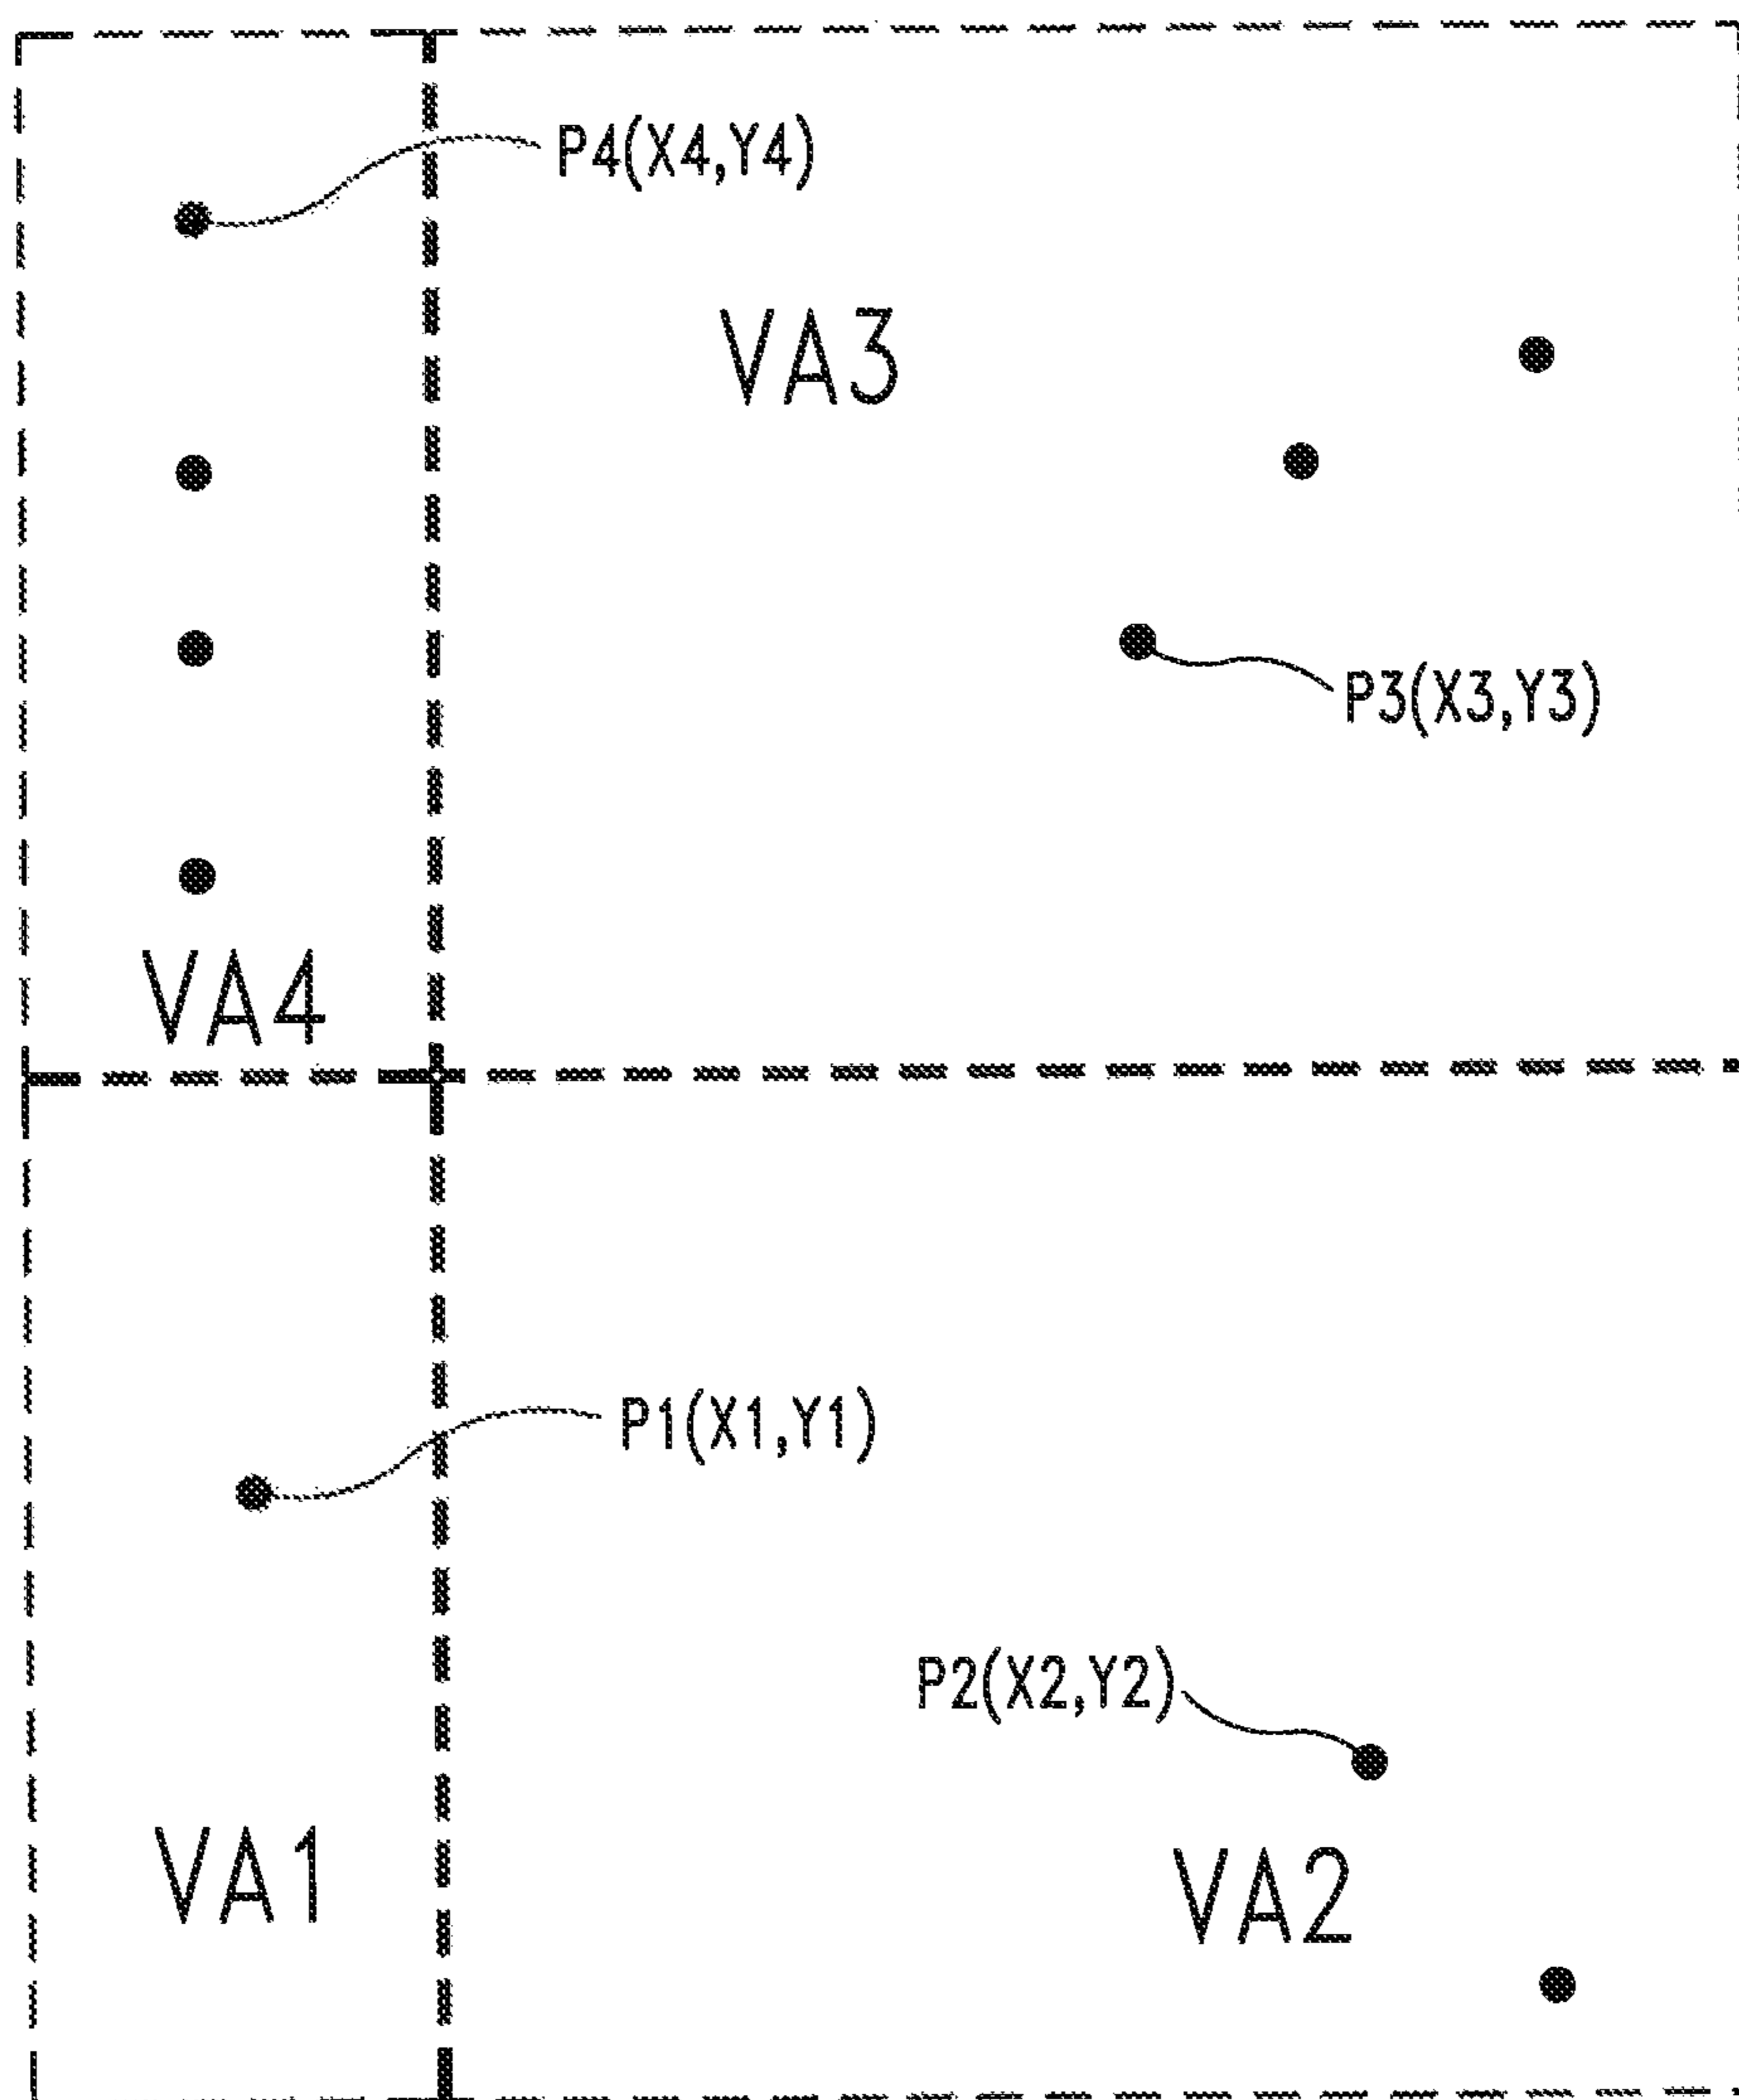 P4(X4,Y4)
VA3
P3(X3,Y3)
VA4
P1(X1,Y1)
P2(X2,Y2)
VA1
VA2